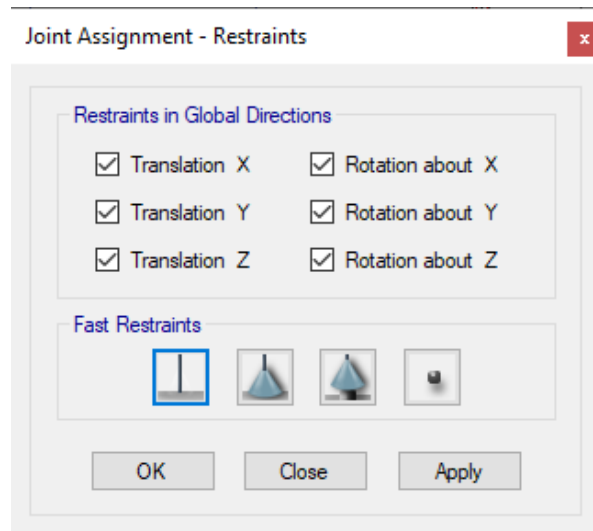 Joint Assignment - Restraints
x
Restraints in Global Directions
Translation X
Rotation about X
Translation Y
Rotation about Y
Translation Z
Rotation about Z
Fast Restraints
OK
Close
Apply